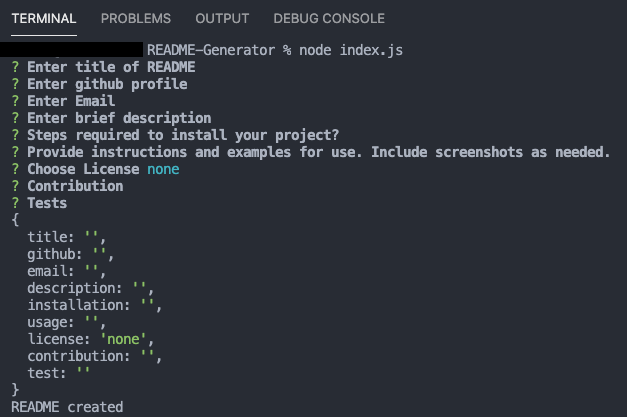 TERMINAL PROBLEMS OUTPUT DEBUG CONSOLE
README-Generator % node index.js
? Enter title of README
? Enter github profile
? Enter Email
? Enter brief description
? Steps required to install your project?
? Provide instructions and examples for use. Include screenshots as needed.
? Choose License none
? Contribution
? Tests
{
  title: '',
  github: '',
  email: '',
  description: '',
  installation: '',
  usage: '',
  license: 'none',
  contribution: '',
  test: ''
}
README created